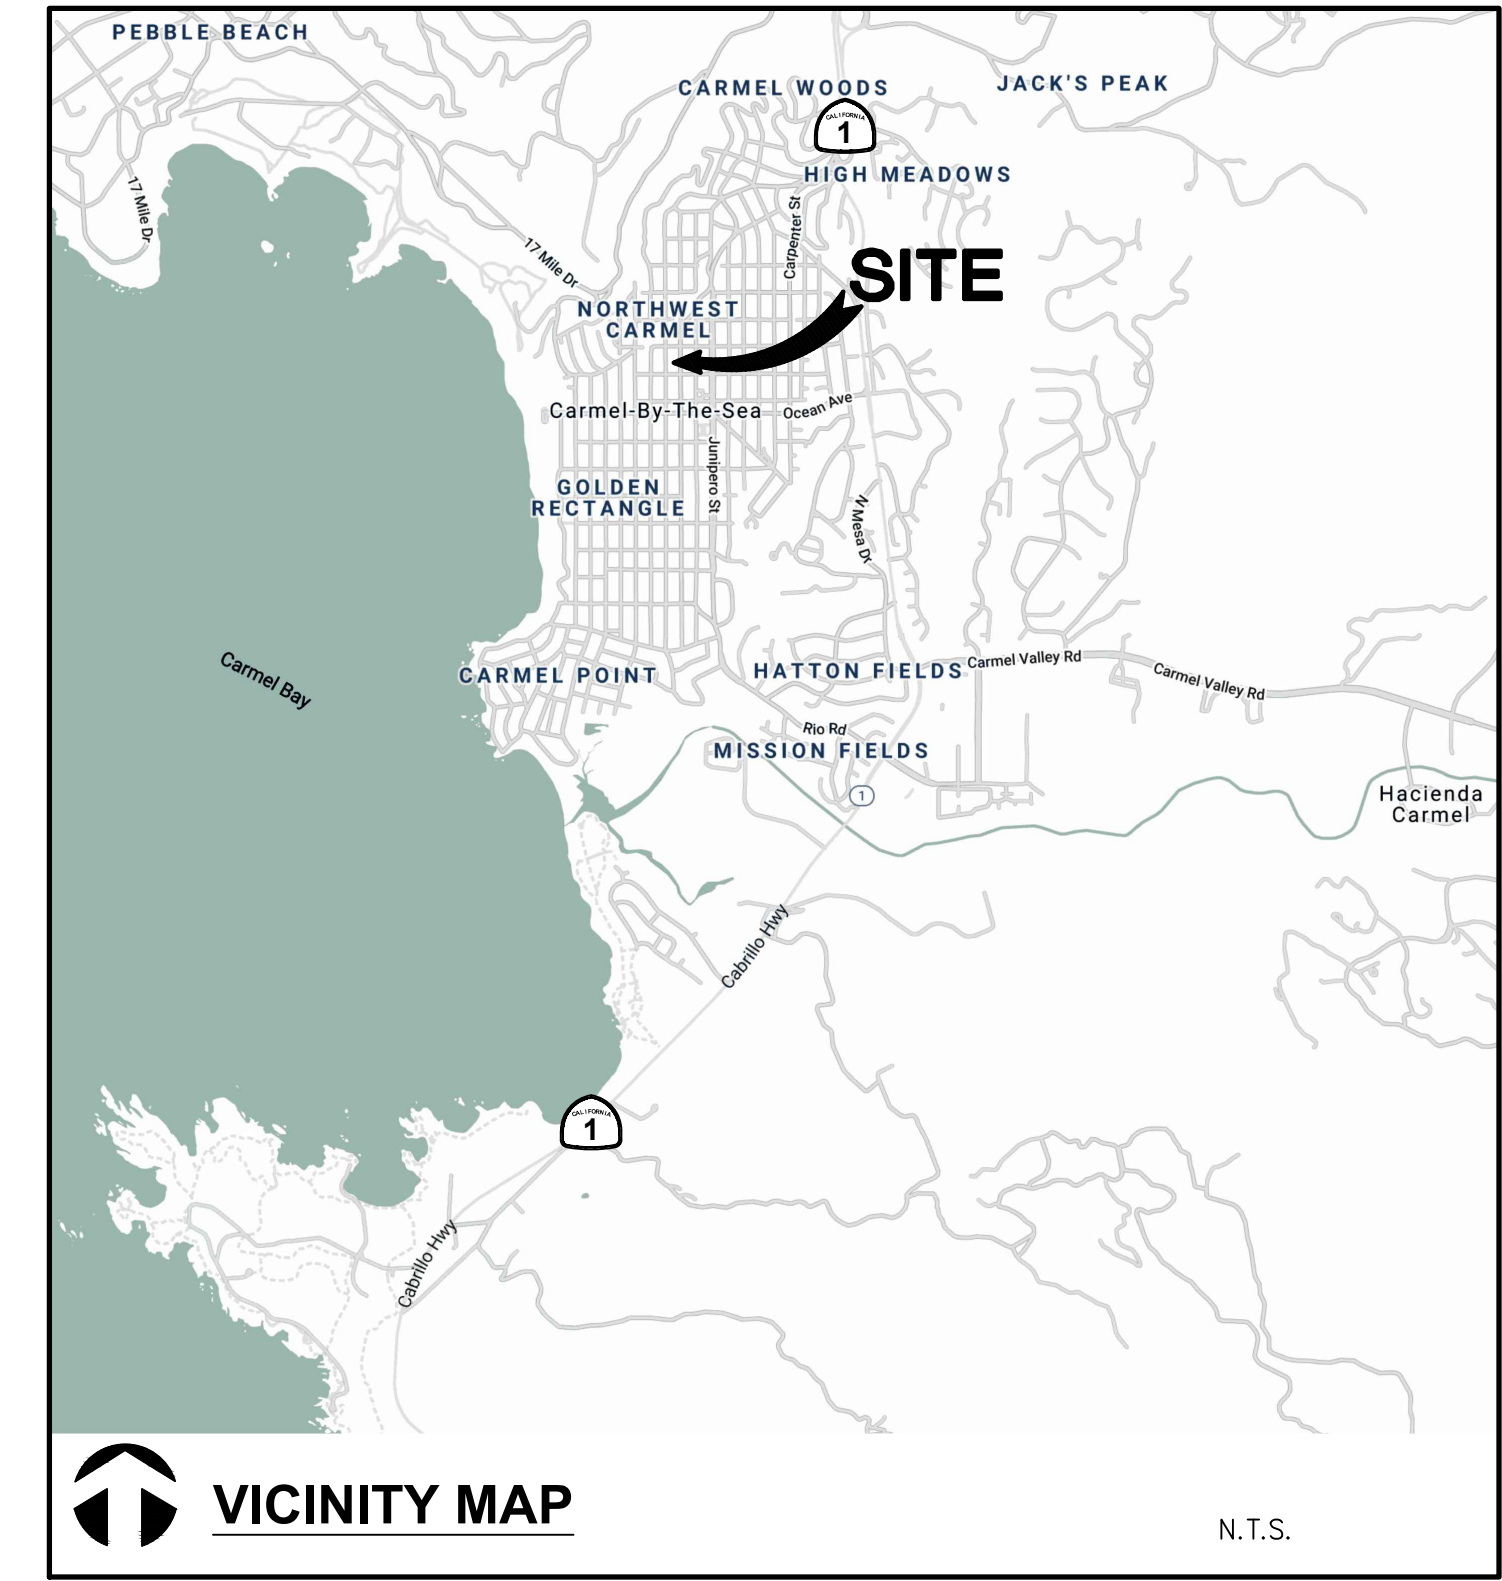 PEBBLE BEACH
CARMEL WOODS
JACK'S PEAK
CALIFORNIA
1
HIGH MEADOWS
17 Mile Dr
Carpenter St
17 Mile Dr
SITE
NORTHWEST
CARMEL
Carmel-By-The-Sea
Ocean Ave
Junipero St
GOLDEN
RECTANGLE
N Mesa Dr
Carmel Bay
CARMEL POINT
HATTON FIELDS
Carmel Valley Rd
Carmel Valley Rd
Rio Rd
MISSION FIELDS
1
Hacienda
Carmel
Cabrillo Hwy
CALIFORNIA
1
Cabrillo Hwy
VICINITY MAP
N.T.S.